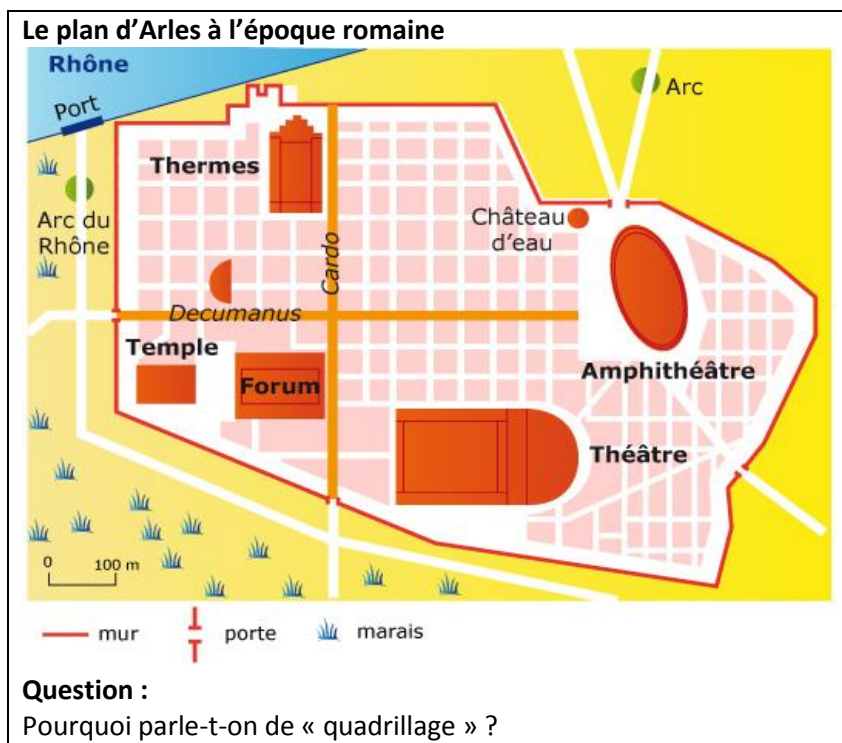 Le plan d’Arles à l’époque romaine
Rhône
Port
Arc
Thermes
Arc du
Rhône
Château
d’eau
Cardo
Decumanus
Temple
Forum
Amphithéâtre
Théâtre
0 100 m
mur porte marais
Question :
Pourquoi parle-t-on de « quadrillage » ?